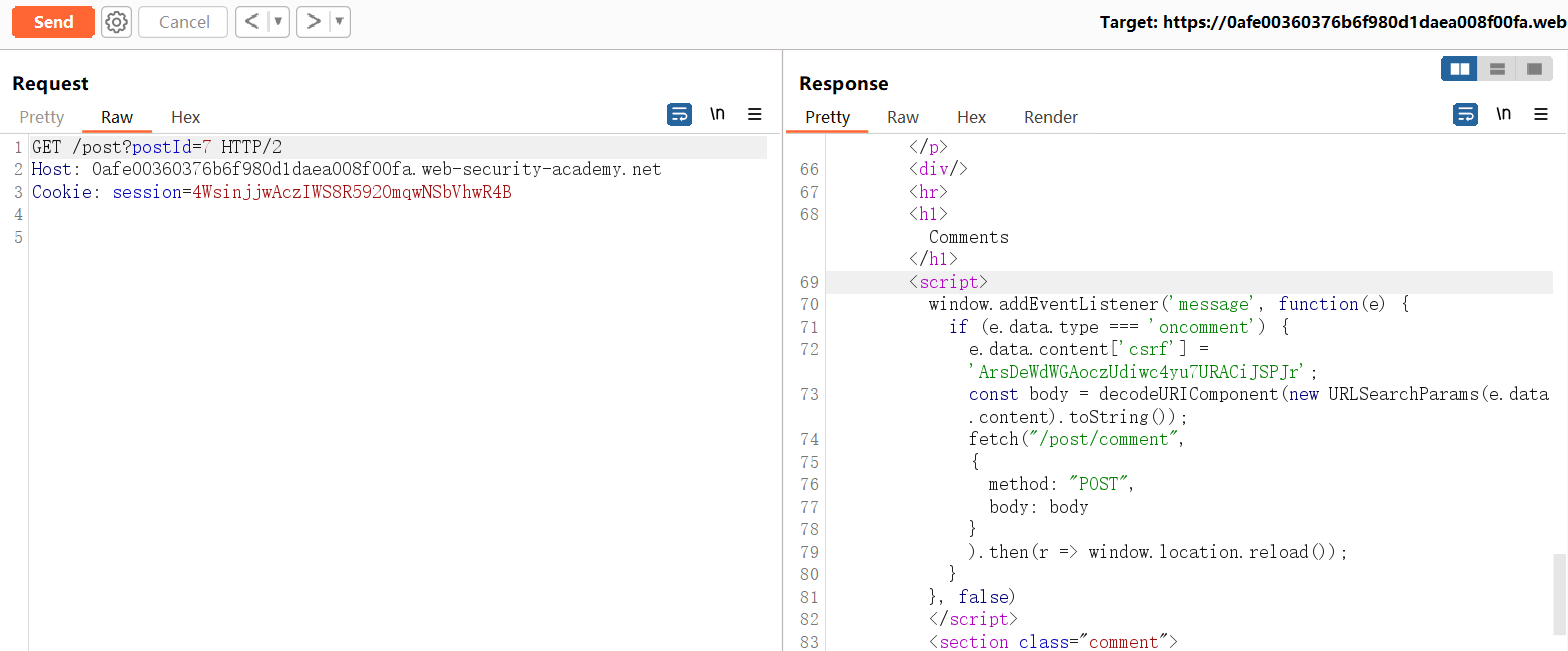 Send
Cancel
<
>
Target: https://0afe00360376b6f980d1daea008f00fa.web
Request
Response
Pretty Raw Hex
\n
Pretty Raw Hex Render
\n
1 GET /post?postId=7 HTTP/2
2 Host: 0afe00360376b6f980d1daea008f00fa.web-security-academy.net
3 Cookie: session=4WsinjjwAczIWS8R592OmqwNSbVhwR4B
4
5
</p>
66 <div/>
67 <hr>
68 <h1>
Comments
</h1>
69 <script>
70 window.addEventListener('message', function(e) {
71 if (e.data.type === 'oncomment') {
72 e.data.content['csrf'] =
'ArsDeWdWGAoczUdiwc4yu7URACiJSPJr';
73 const body = decodeURIComponent(new URLSearchParams(e.data
.content).toString());
74 fetch("/post/comment",
75 {
76 method: "POST",
77 body: body
78 }
79 ).then(r => window.location.reload());
80 }
81 }, false)
82 </script>
83 <section class="comment">